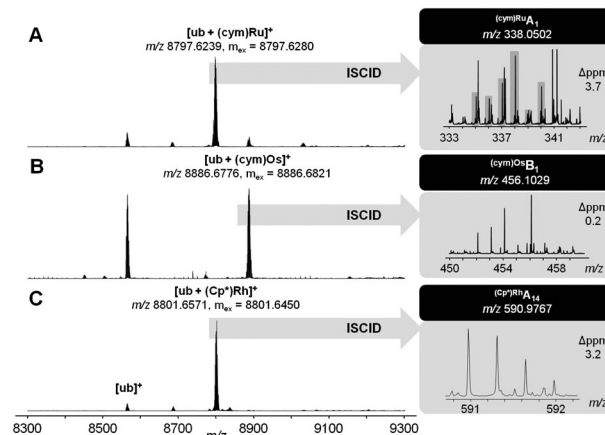 A
[ub + (cym)Ru]+
m/z 8797.6239, mex = 8797.6280
ISCID
(cym)RuA1
m/z 338.0502
Δppm
3.7
333 337 341 m/z
B
[ub + (cym)Os]+
m/z 8886.6776, mex = 8886.6821
ISCID
(cym)OsB1
m/z 456.1029
Δppm
0.2
450 454 458 m/z
C
[ub + (Cp*)Rh]+
m/z 8801.6571, mex = 8801.6450
ISCID
(Cp*)RhA14
m/z 590.9767
Δppm
3.2
591 592 m/z
[ub]+
8300 8500 8700 8900 9100 9300
m/z